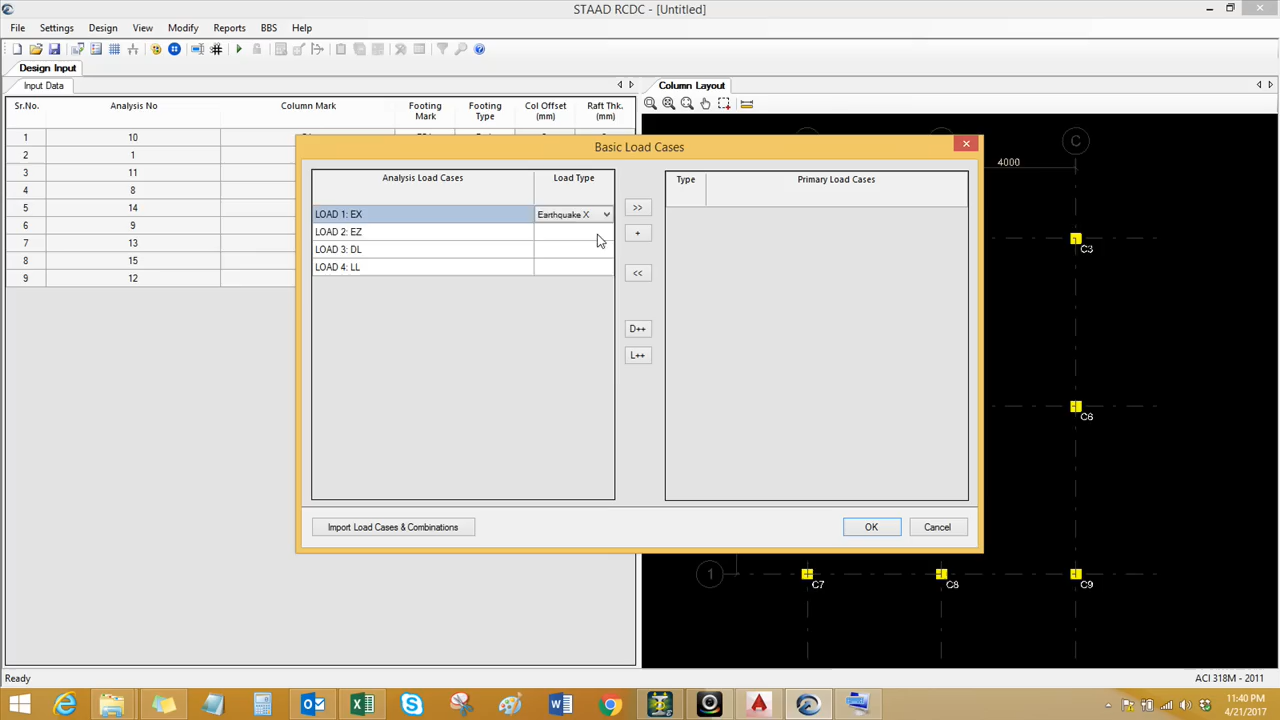 STAAD RCDC - [Untitled]
File Settings Design View Modify Reports BBS Help
Design Input
Input Data
Sr.No. Analysis No Column Mark Footing Mark Footing Type Col Offset (mm) Raft Thk. (mm)
1 10
2 1
3 11
4 8
5 14
6 9
7 13
8 15
9 12
Column Layout
C
4000
C3
C6
1
C7
C8
C9
Basic Load Cases
Analysis Load Cases Load Type
LOAD 1: EX Earthquake X
LOAD 2: EZ
LOAD 3: DL
LOAD 4: LL
>>
+
<<
D++
L++
Type Primary Load Cases
Import Load Cases & Combinations
OK
Cancel
Ready
ACI 318M - 2011
11:40 PM
4/21/2017